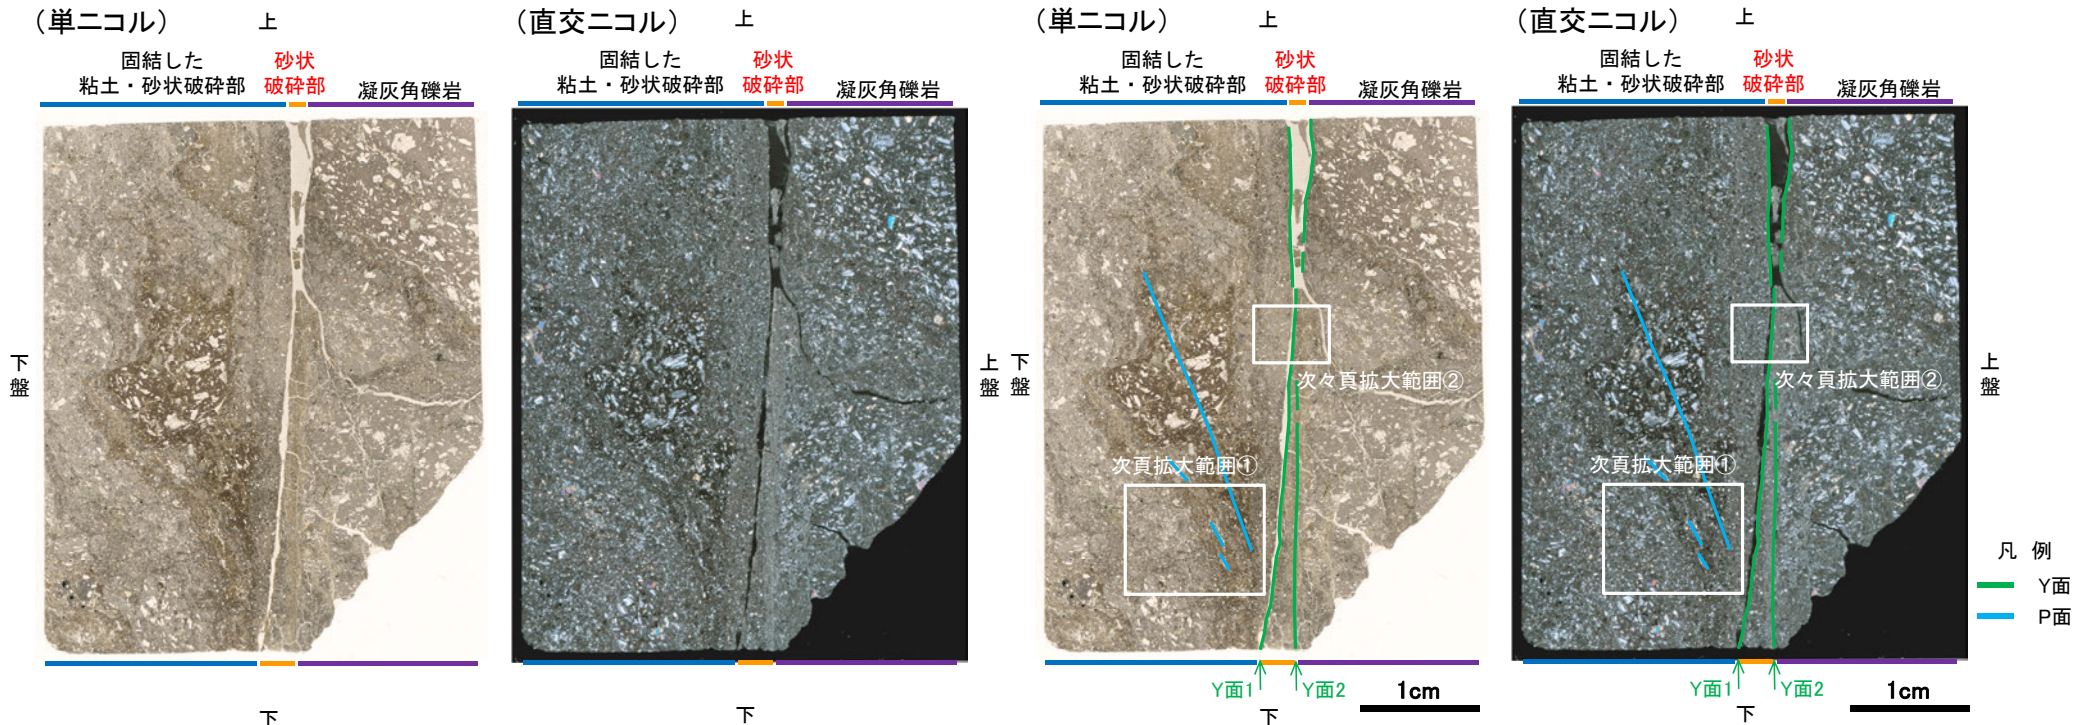 （単ニコル）
上
固結した
粘土・砂状破砕部
砂状
破砕部
凝灰角礫岩
下
盤
上
盤
下
（直交ニコル）
上
固結した
粘土・砂状破砕部
砂状
破砕部
凝灰角礫岩
下
（単ニコル）
上
固結した
粘土・砂状破砕部
砂状
破砕部
凝灰角礫岩
下
盤
次々頁拡大範囲②
次頁拡大範囲①
Y面1
Y面2
1cm
下
（直交ニコル）
上
固結した
粘土・砂状破砕部
砂状
破砕部
凝灰角礫岩
上
盤
次々頁拡大範囲②
次頁拡大範囲①
Y面1
Y面2
1cm
下
凡 例
Y面
P面